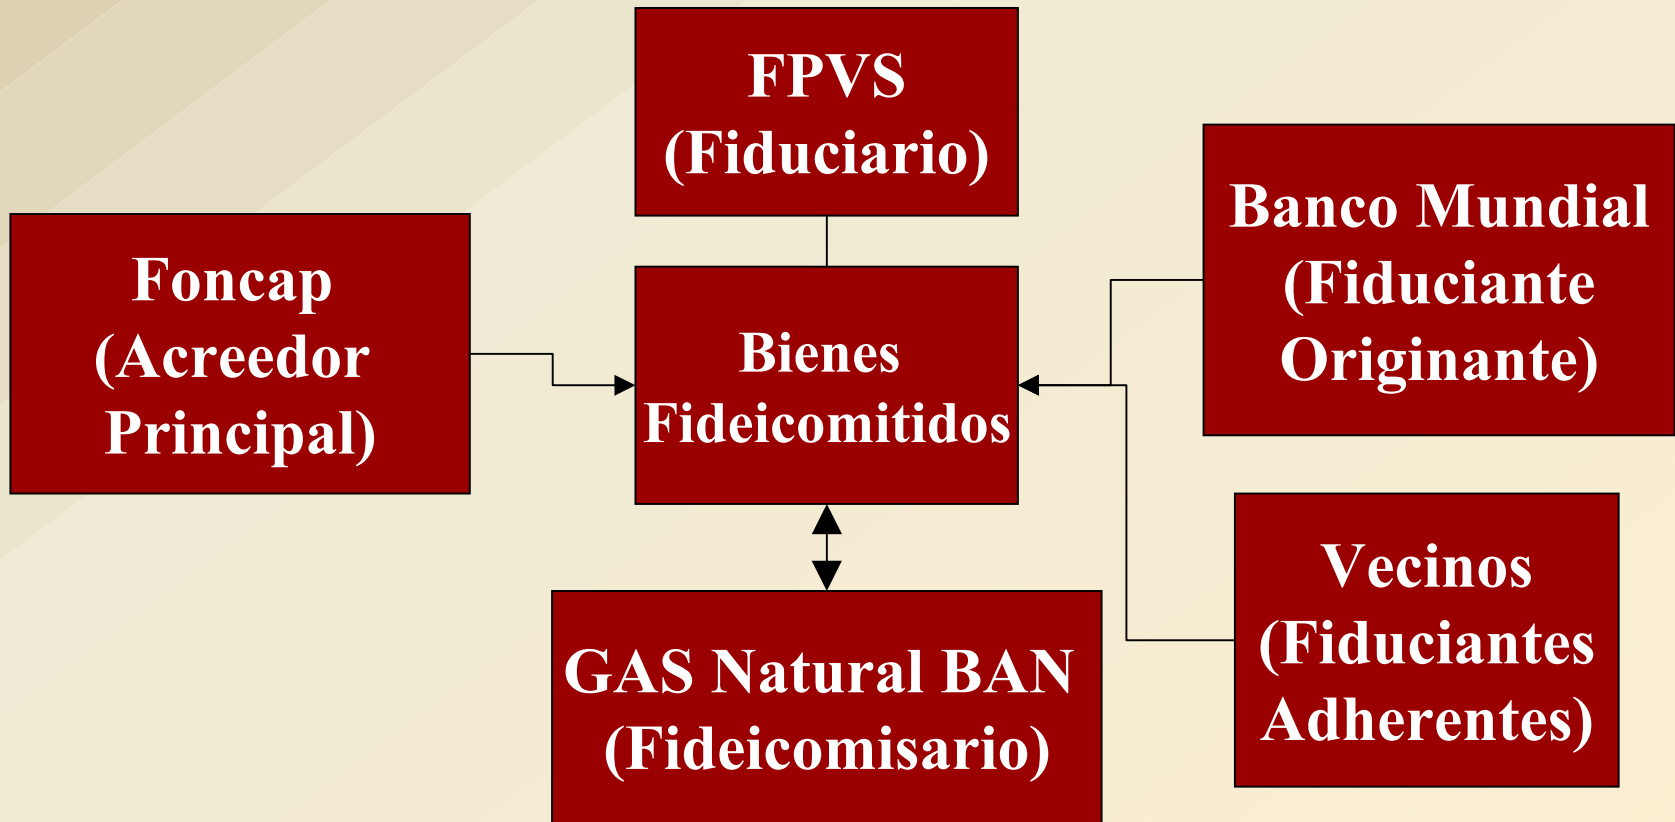 FPVS
(Fiduciario)
Foncap
(Acreedor
Principal)
Bienes
Fideicomitidos
Banco Mundial
(Fiduciante
Originante)
GAS Natural BAN
(Fideicomisario)
Vecinos
(Fiduciantes
Adherentes)